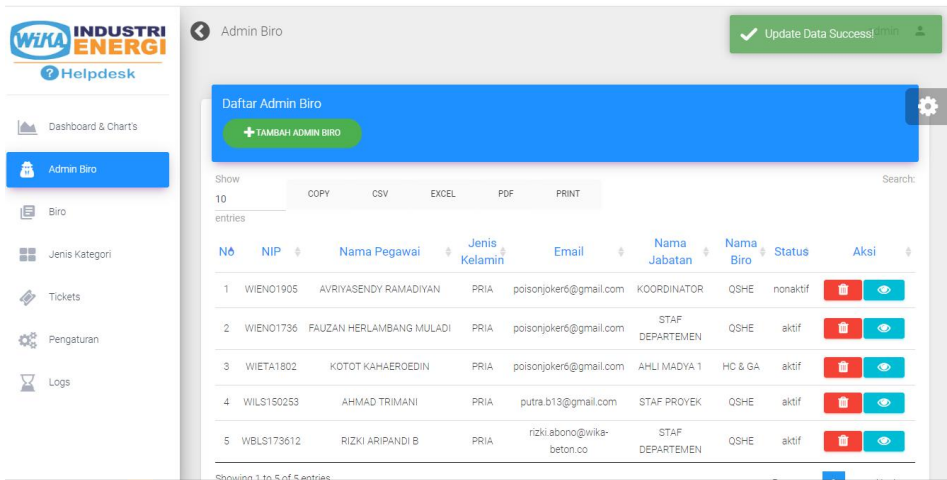 WiKA INDUSTRI
ENERGI
?Helpdesk
Admin Biro
Update Data Success!
Dashboard & Chart's
Admin Biro
Biro
Jenis Kategori
Tickets
Pengaturan
Logs
Daftar Admin Biro
+TAMBAH ADMIN BIRO
Show
10
entries
COPY CSV EXCEL PDF PRINT
Search:
NO NIP Nama Pegawai Jenis Kelamin Email Nama Jabatan Nama Biro Status Aksi
1 WIENO1905 AVRIYASENDY RAMADIYAN PRIA poisonjoker6@gmail.com KOORDINATOR QSHE nonaktif
2 WIENO1736 FAUZAN HERLAMBANG MULADI PRIA poisonjoker6@gmail.com STAF DEPARTEMEN QSHE aktif
3 WIETA1802 KOTOT KAHAEROEDIN PRIA poisonjoker6@gmail.com AHLI MADYA 1 HC & GA aktif
4 WILS150253 AHMAD TRIMANI PRIA putra.b13@gmail.com STAF PROYEK QSHE aktif
5 WBLS173612 RIZKI ARIPANDI B PRIA rizki.abono@wika-beton.co STAF DEPARTEMEN QSHE aktif
Showing 1 to 5 of 5 entries